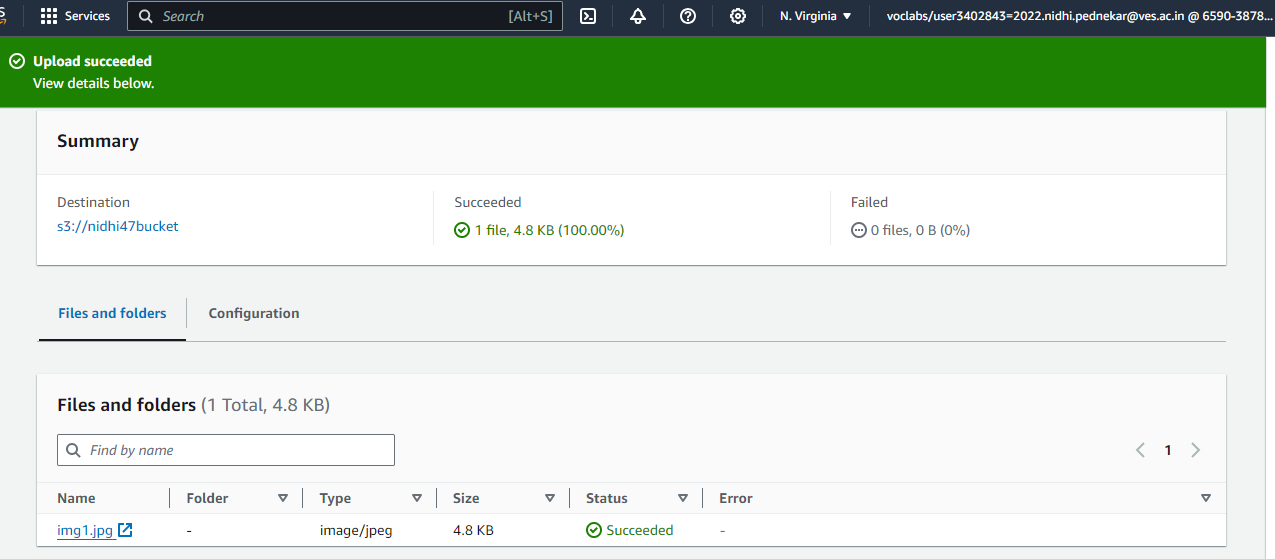 Services Search [Alt+S] N. Virginia voclabs/user3402843=2022.nidhi.pednekar@ves.ac.in @ 6590-3878...
Upload succeeded
View details below.
Summary
Destination Succeeded Failed
s3://nidhi47bucket 1 file, 4.8 KB (100.00%) 0 files, 0 B (0%)
Files and folders Configuration
Files and folders (1 Total, 4.8 KB)
Find by name 1
Name Folder Type Size Status Error
img1.jpg - image/jpeg 4.8 KB Succeeded -